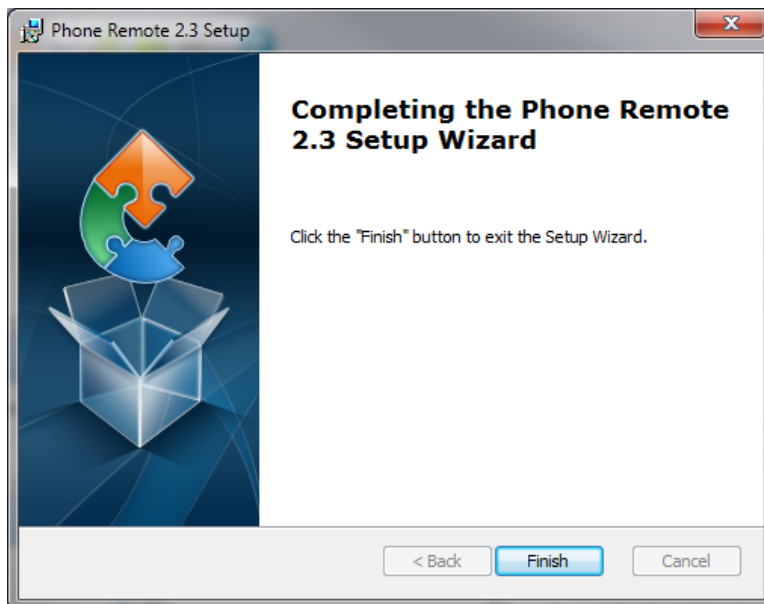 Phone Remote 2.3 Setup
Completing the Phone Remote
2.3 Setup Wizard
Click the "Finish" button to exit the Setup Wizard.
< Back Finish Cancel